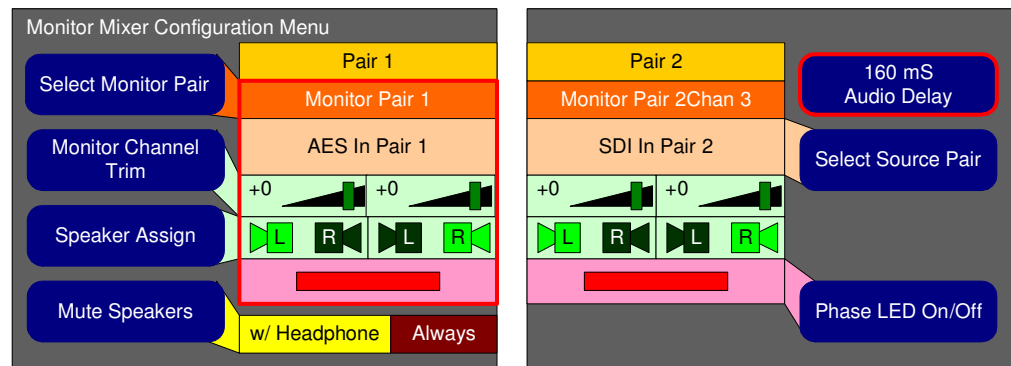 Monitor Mixer Configuration Menu
Pair 1
Pair 2
Select Monitor Pair
Monitor Pair 1
Monitor Pair 2Chan 3
160 mS
Audio Delay
Monitor Channel
Trim
AES In Pair 1
SDI In Pair 2
Select Source Pair
+0
+0
+0
+0
Speaker Assign
L
R
L
R
L
R
L
R
Mute Speakers
w/ Headphone
Always
Phase LED On/Off